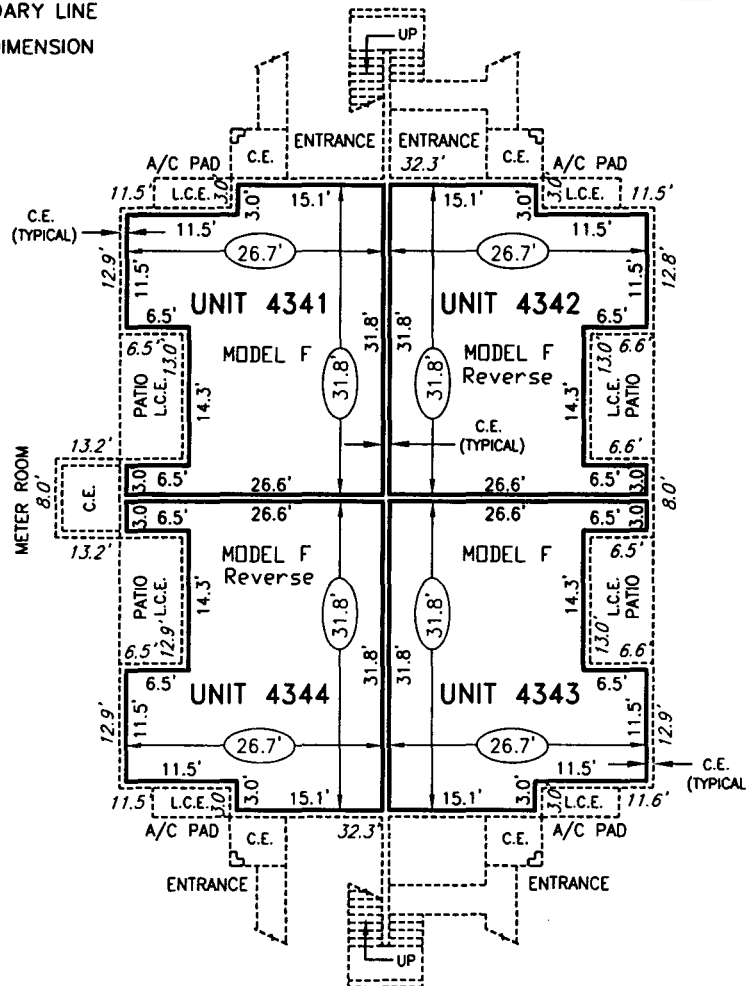 DARY LINE
DIMENSION
UP
ENTRANCE ENTRANCE
C.E. 32.3' C.E.
A/C PAD A/C PAD
11.5' L.C.E. 3.0' 15.1' 15.1' 3.0' L.C.E. 11.5'
C.E.
(TYPICAL)
3.0' 3.0'
11.5' 11.5'
12.9' 26.7' 26.7' 12.8'
11.5' 11.5'
UNIT 4341 UNIT 4342
6.5' 6.5'
6.5' 13.0' MODEL F 31.8' 31.8' 31.8' 31.8' MODEL F 13.0' 6.6'
Reverse
PATIO L.C.E. 14.3' 14.3' L.C.E. PATIO
C.E.
(TYPICAL)
13.2' 6.6'
METER ROOM 8.0' C.E. 3.0' 6.5' 26.6' 26.6' 6.5' 3.0' 8.0'
3.0' 6.5' 26.6' 26.6' 6.5' 3.0'
13.2' 6.5'
MODEL F MODEL F
Reverse
PATIO L.C.E. 14.3' 14.3' L.C.E. PATIO
31.8' 31.8' 31.8' 31.8'
6.5' 12.9' 13.0' 6.6'
6.5' 6.5'
UNIT 4344 UNIT 4343
12.9' 11.5' 11.5' 12.9'
26.7' 26.7'
11.5' 11.5' C.E.
(TYPICAL
11.5' L.C.E. 3.0' 3.0' 15.1' 15.1' 3.0' 3.0' L.C.E. 11.6'
A/C PAD C.E. 32.3' C.E. A/C PAD
ENTRANCE ENTRANCE
UP